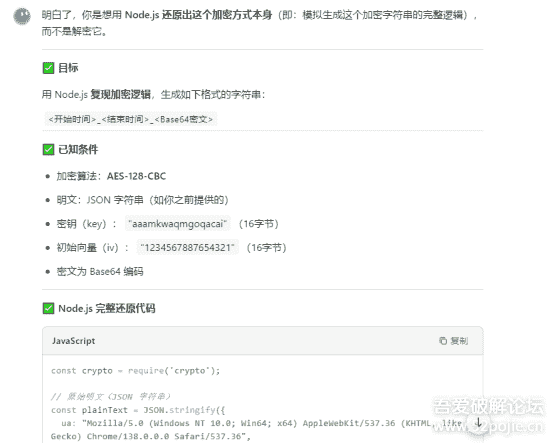 明白了，你是想用 Node.js 还原出这个加密方式本身（即：模拟生成这个加密字符串的完整逻辑），
而不是解密它。
✅ 目标
用 Node.js 复现加密逻辑，生成如下格式的字符串：
<开始时间>_<结束时间>_<Base64密文>
✅ 已知条件
• 加密算法：AES-128-CBC
• 明文：JSON 字符串（如你之前提供的）
• 密钥（key）： "aaamkwaqmgoqacai" （16字节）
• 初始向量（iv）： "1234567887654321" （16字节）
• 密文为 Base64 编码
✅ Node.js 完整还原代码
JavaScript 复制
const crypto = require('crypto');
// 原始明文（JSON 字符串）
const plainText = JSON.stringify({
ua: "Mozilla/5.0 (Windows NT 10.0; Win64; x64) AppleWebKit/537.36 (KHTML, like
Gecko) Chrome/138.0.0.0 Safari/537.36",
吾爱破解论坛
www.52pojie.cn